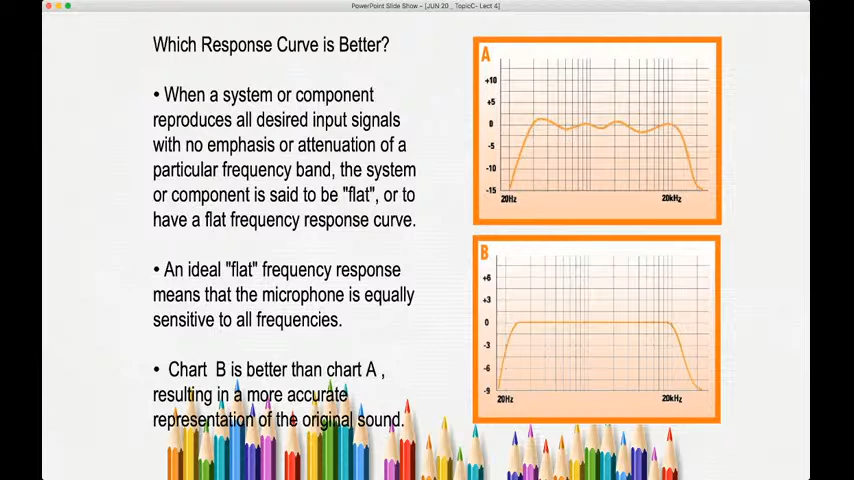 PowerPoint Slide Show - [JUN 20 _ TopicC- Lect 4]
Which Response Curve is Better?
• When a system or component
reproduces all desired input signals
with no emphasis or attenuation of a
particular frequency band, the system
or component is said to be "flat", or to
have a flat frequency response curve.
• An ideal "flat" frequency response
means that the microphone is equally
sensitive to all frequencies.
• Chart B is better than chart A ,
resulting in a more accurate
representation of the original sound.
A
+10
+5
0
-5
-10
-15
20Hz 20kHz
B
+6
+3
0
-3
-6
-9
20Hz 20kHz